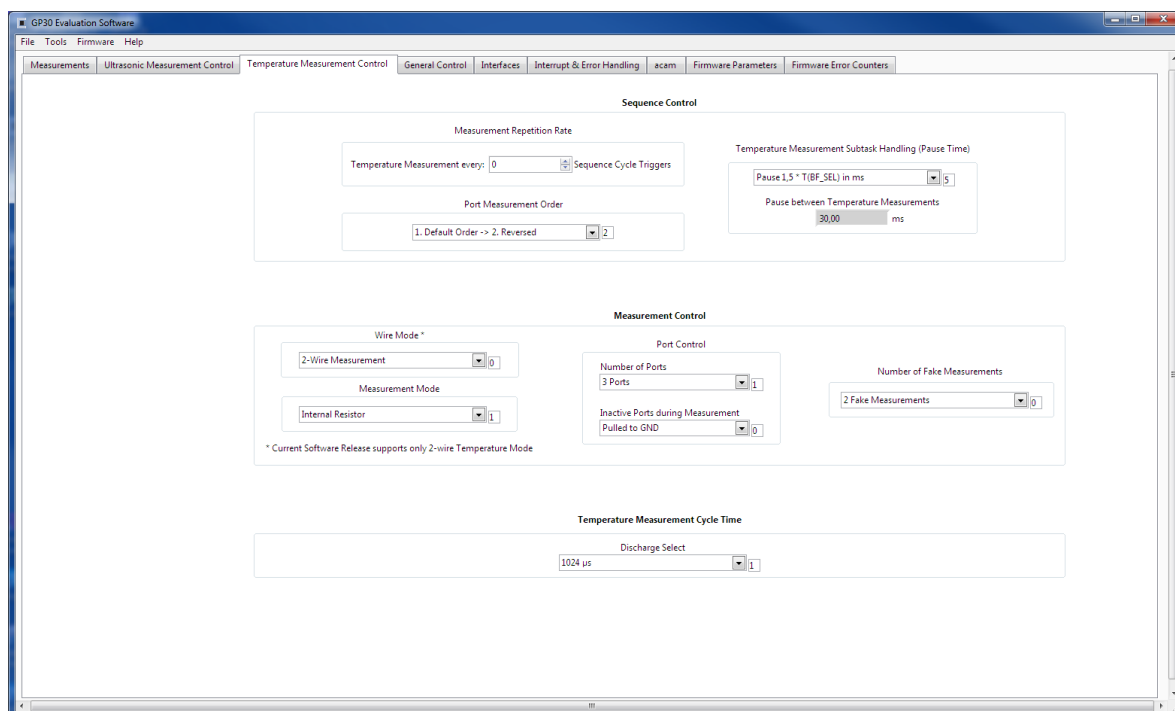 GP30 Evaluation Software
File Tools Firmware Help
Measurements Ultrasonic Measurement Control Temperature Measurement Control General Control Interfaces Interrupt & Error Handling acam Firmware Parameters Firmware Error Counters
Sequence Control
Measurement Repetition Rate
Temperature Measurement every: 0 Sequence Cycle Triggers
Port Measurement Order
1. Default Order -> 2. Reversed 2
Temperature Measurement Subtask Handling (Pause Time)
Pause 1,5 * T(BF_SEL) in ms 5
Pause between Temperature Measurements
30,00 ms
Measurement Control
Wire Mode *
2-Wire Measurement 0
Measurement Mode
Internal Resistor 1
* Current Software Release supports only 2-wire Temperature Mode
Port Control
Number of Ports
3 Ports 1
Inactive Ports during Measurement
Pulled to GND 0
Number of Fake Measurements
2 Fake Measurements 0
Temperature Measurement Cycle Time
Discharge Select
1024 µs 1